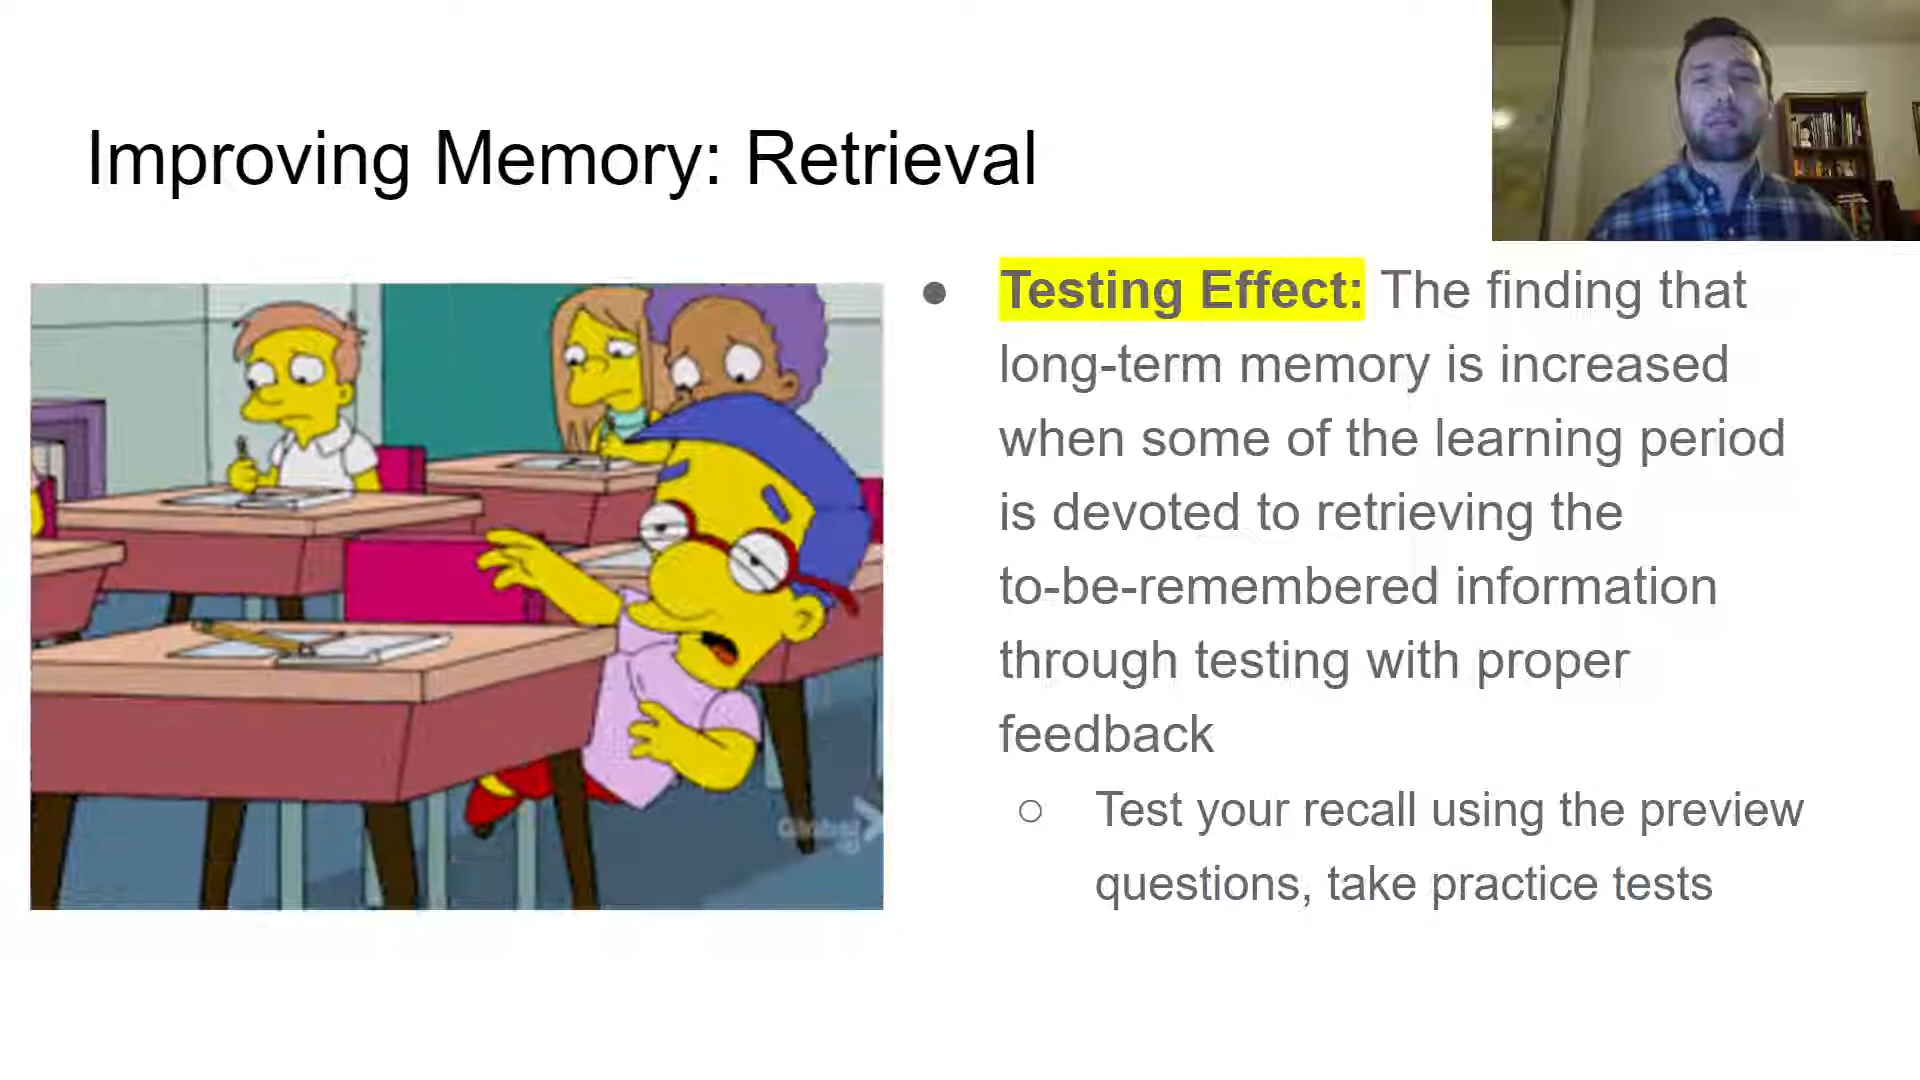 Improving Memory: Retrieval
Testing Effect: The finding that
long-term memory is increased
when some of the learning period
is devoted to retrieving the
to-be-remembered information
through testing with proper
feedback
Test your recall using the preview
questions, take practice tests
Global
HD